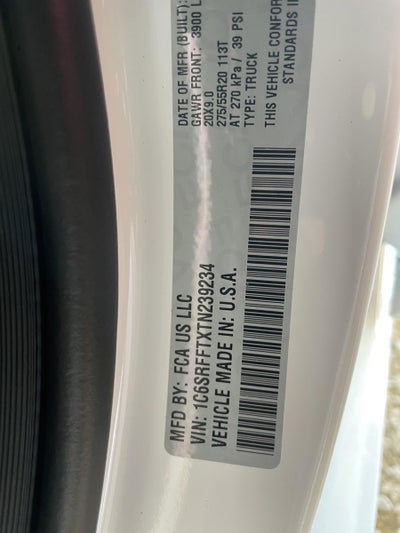 MFD BY: FCA US LLC
DATE OF MFR (BUILT):
GAWR FRONT: 3900 L
20X9.0
275/55R20 113T
AT 270 kPa / 39 PSI
TYPE: TRUCK
THIS VEHICLE CONFOR
STANDARDS IN
VIN: 1C6SRFFTXTN239234
VEHICLE MADE IN: U.S.A.